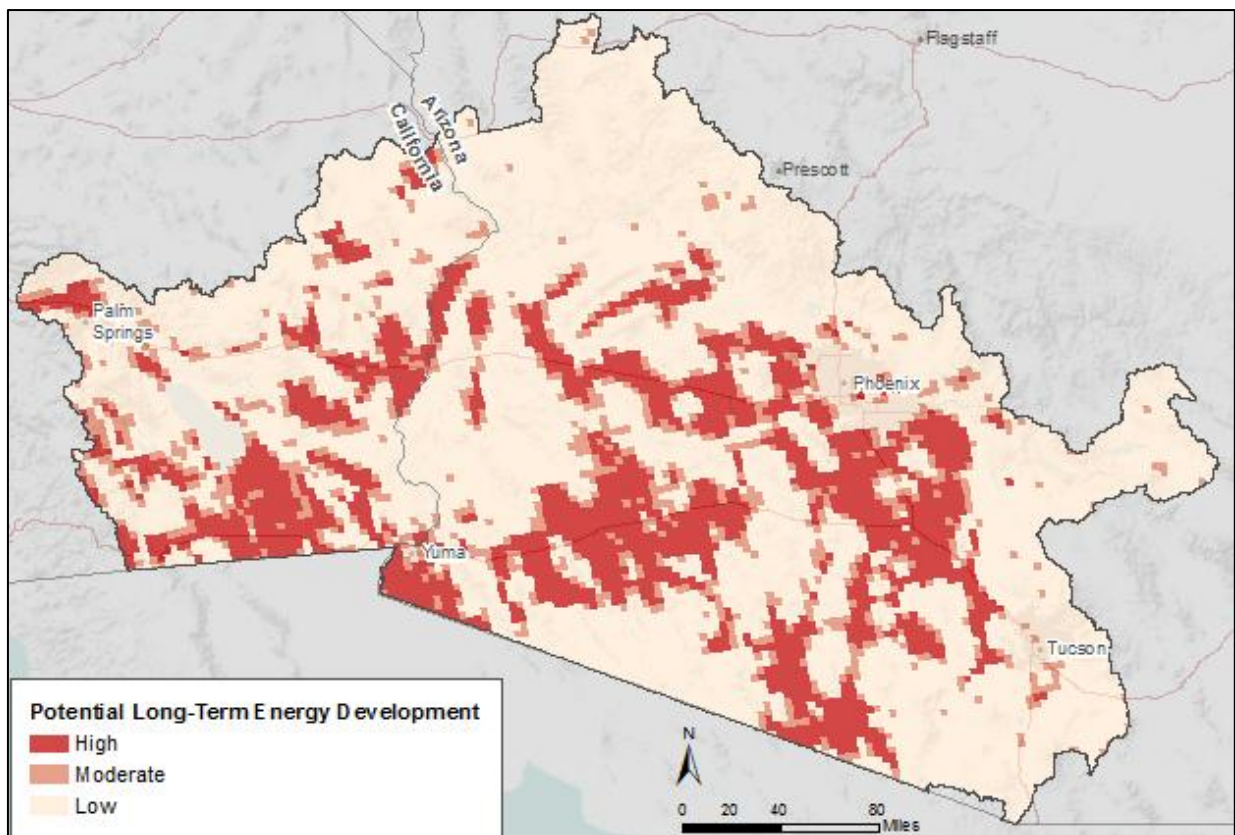 Flagstaff
Arizona
California
Prescott
Palm
Springs
Phoenix
Yuma
Tucson
Potential Long-Term Energy Development
High
Moderate
Low
N
0 20 40 80
Miles